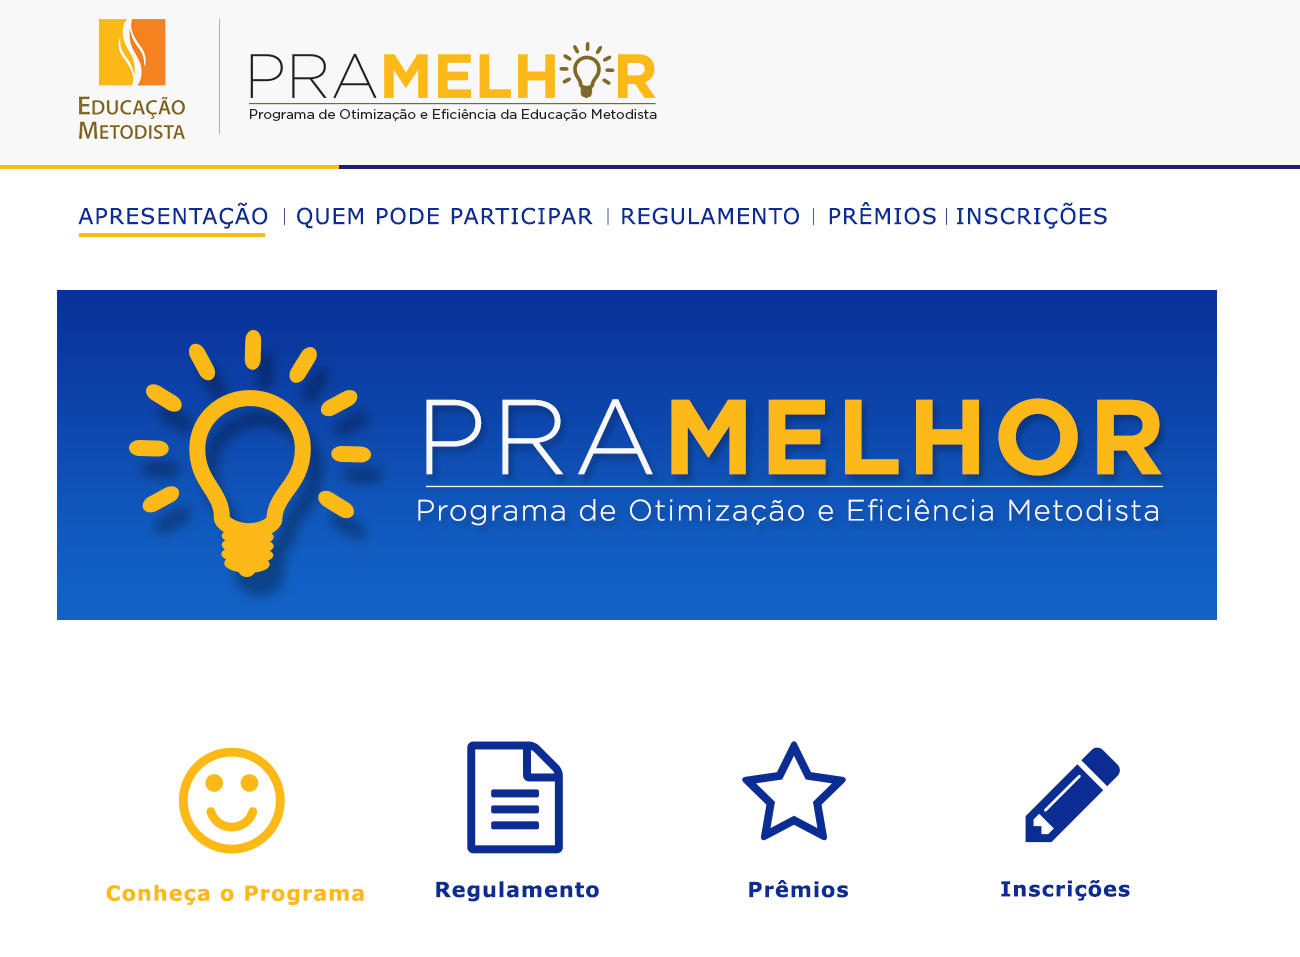 EDUCAÇÃO
METODISTA
PRAMELHOR
Programa de Otimização e Eficiência da Educação Metodista
APRESENTAÇÃO | QUEM PODE PARTICIPAR | REGULAMENTO | PRÊMIOS | INSCRIÇÕES
PRAMELHOR
Programa de Otimização e Eficiência Metodista
Conheça o Programa
Regulamento
Prêmios
Inscrições